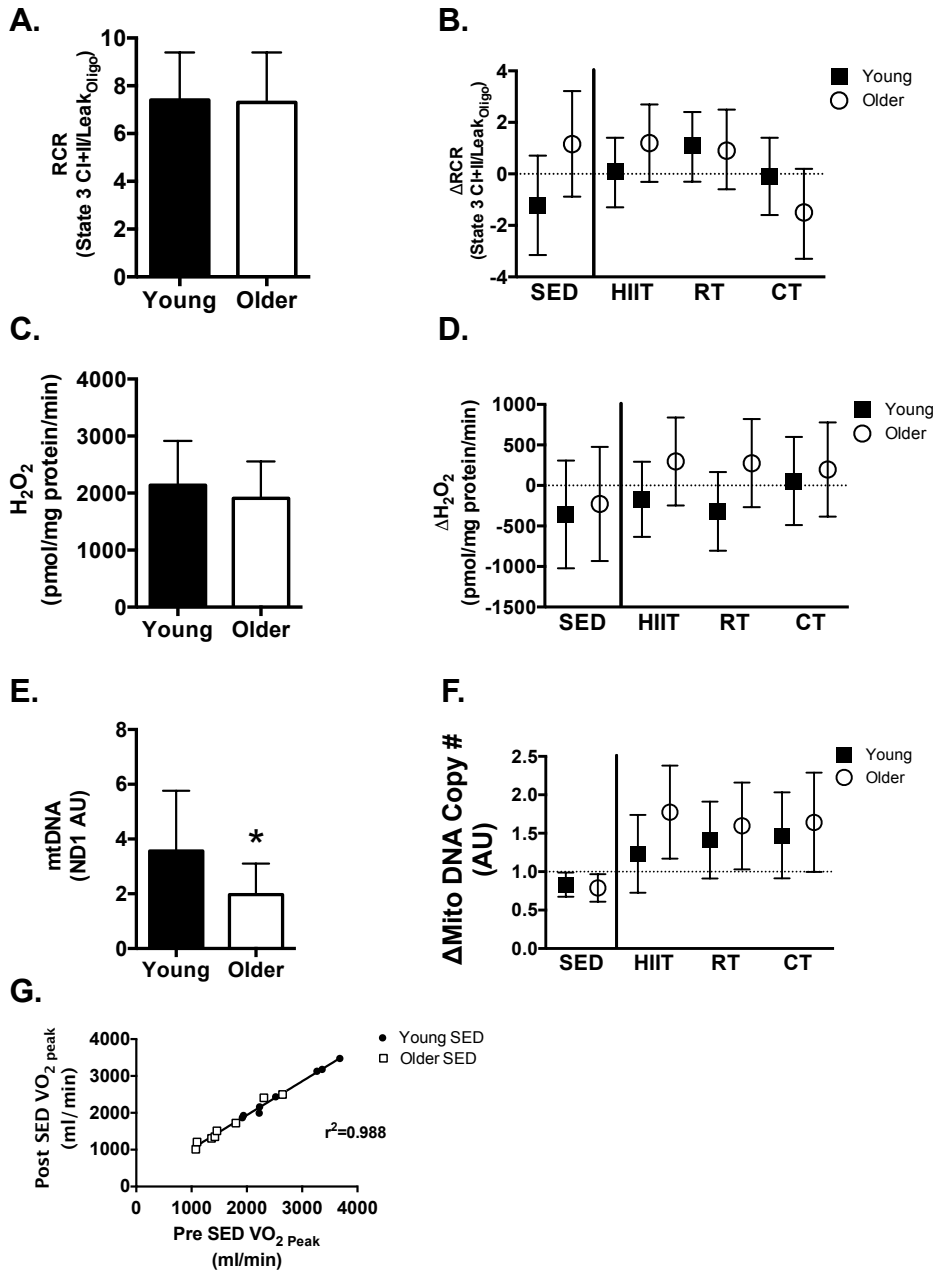 A.
RCR
(State 3 CI+II/Leak_Oligo)
10
8
6
4
2
0
Young Older
B.
ΔRCR
(State 3 CI+II/Leak_Oligo)
4
2
0
-2
-4
SED HIIT RT CT
Young
Older
C.
H2O2
(pmol/mg protein/min)
4000
3000
2000
1000
0
Young Older
D.
ΔH2O2
(pmol/mg protein/min)
1000
500
0
-500
-1000
-1500
SED HIIT RT CT
Young
Older
E.
mtDNA
(ND1 AU)
8
6
4
2
0
*
Young Older
F.
ΔMito DNA Copy #
(AU)
2.5
2.0
1.5
1.0
0.5
0.0
SED HIIT RT CT
Young
Older
G.
Post SED VO2 peak
(ml/min)
4000
3000
2000
1000
0
Young SED
Older SED
r²=0.988
0 1000 2000 3000 4000
Pre SED VO2 Peak
(ml/min)